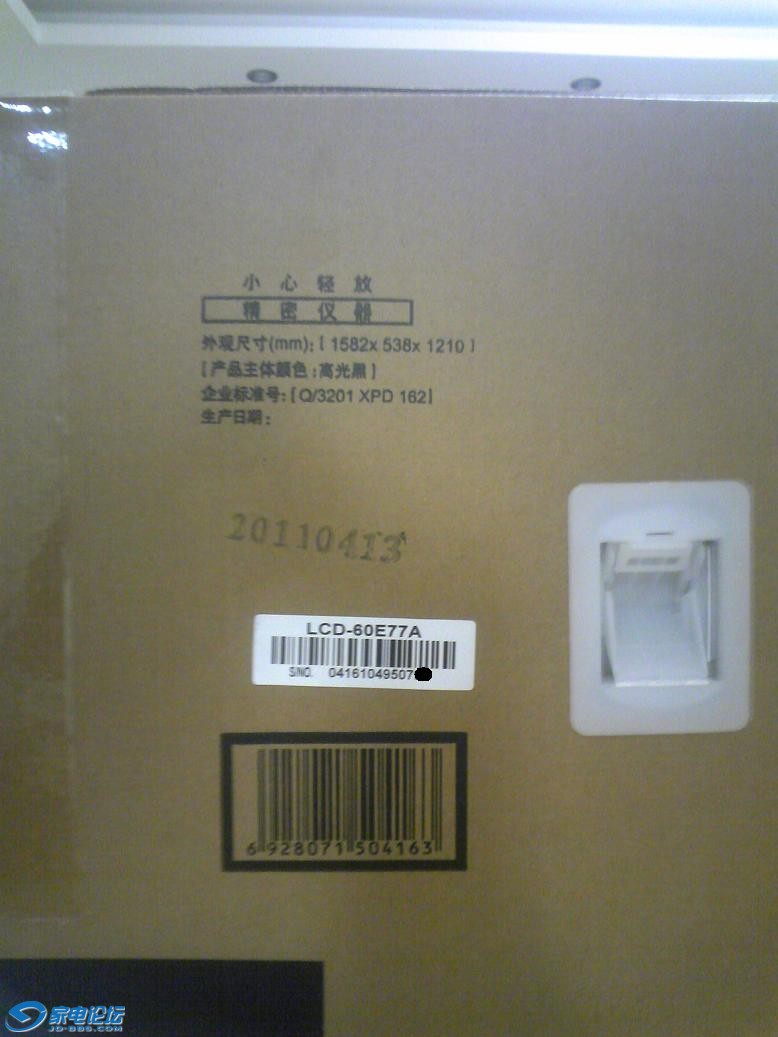 小心轻放
精密仪器
外观尺寸(mm):[1582x 538x 1210]
[产品主体颜色:高光黑]
企业标准号:[Q/3201 XPD 162]
生产日期:
20110413
LCD-60E77A
S/NO. 04161049507
6 928071 504163
家电论坛
JD-BBS.COM